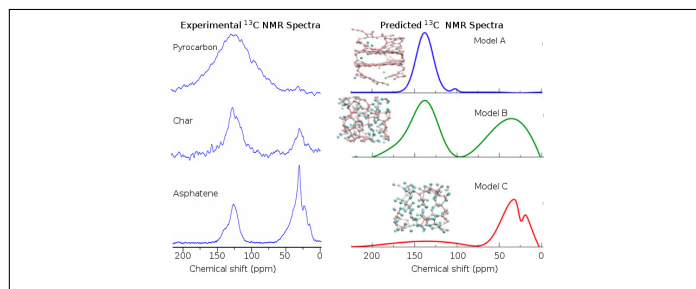 Experimental ¹³C NMR Spectra
Predicted ¹³C NMR Spectra
Pyrocarbon
Model A
Char
Model B
Asphatene
Model C
200 150 100 50 0
200 150 100 50 0
Chemical shift (ppm)
Chemical shift (ppm)